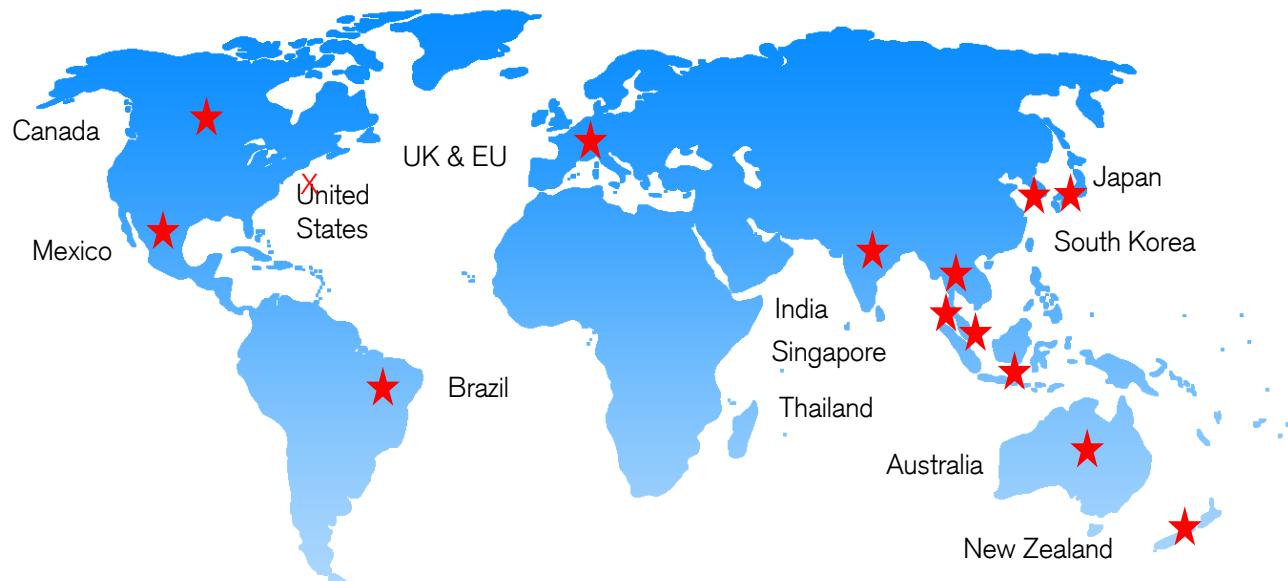 Canada
UK & EU
X
United
States
Japan
South Korea
Mexico
India
Singapore
Brazil
Thailand
Australia
New Zealand